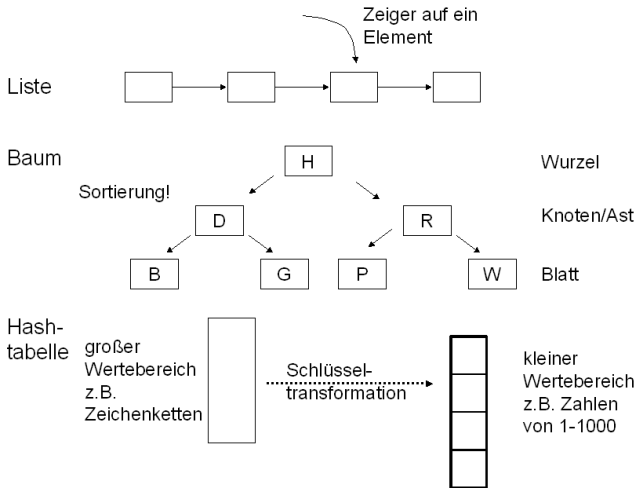 Zeiger auf ein
Element
Liste
Baum
H
Wurzel
Sortierung!
D
R
Knoten/Ast
B
G
P
W
Blatt
Hash-
tabelle
großer
Wertebereich
z.B.
Zeichenketten
Schlüssel-
transformation
kleiner
Wertebereich
z.B. Zahlen
von 1-1000